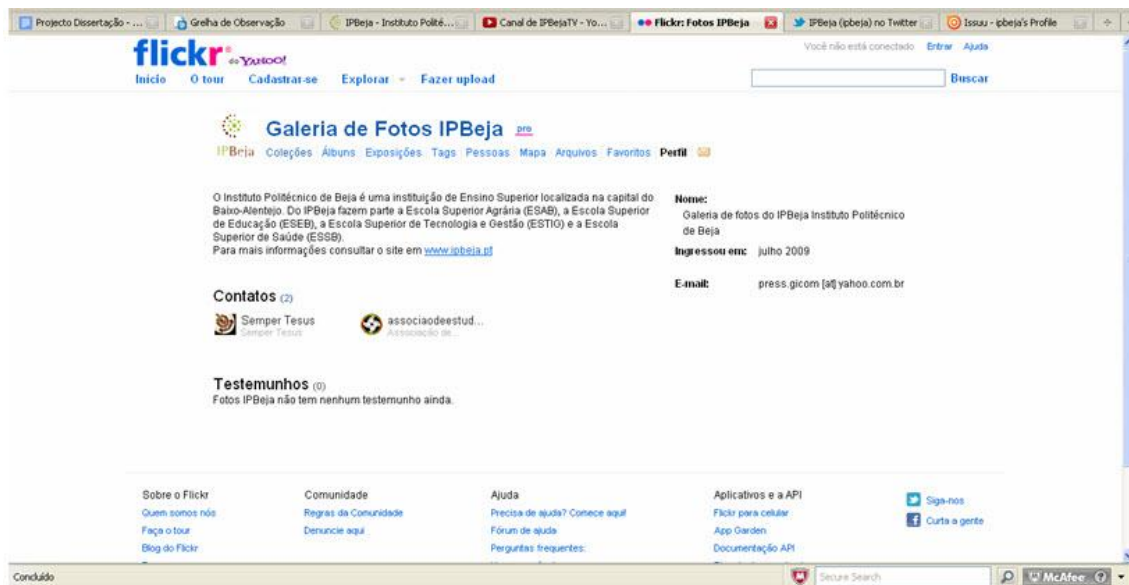 Projecto Dissertação - ...
Grelha de Observação
IPBeja - Instituto Polité...
Canal de IPBejaTV - Yo...
Flickr: Fotos IPBeja
IPBeja (ipbeja) no Twitter
Issuu - ipbeja's Profile
flickr do YAHOO!
Você não está conectado Entrar Ajuda
Início O tour Cadastrar-se Explorar Fazer upload
Buscar
Galeria de Fotos IPBeja pro
IPBeja Coleções Álbuns Exposições Tags Pessoas Mapa Arquivos Favoritos Perfil
O Instituto Politécnico de Beja é uma instituição de Ensino Superior localizada na capital do
Baixo-Alentejo. Do IPBeja fazem parte a Escola Superior Agrária (ESAB), a Escola Superior
de Educação (ESEB), a Escola Superior de Tecnologia e Gestão (ESTIG) e a Escola
Superior de Saúde (ESSB).
Para mais informações consultar o site em www.ipbeja.pt
Nome:
Galeria de fotos do IPBeja Instituto Politécnico
de Beja
Ingressou em: julho 2009
E-mail: press.gicom [at] yahoo.com.br
Contatos (2)
Semper Tesus
Semper Tesus
associaodeestud...
Associação de...
Testemunhos (0)
Fotos IPBeja não tem nenhum testemunho ainda.
Sobre o Flickr
Quem somos nós
Faça o tour
Blog do Flickr
Comunidade
Regras da Comunidade
Denuncie aqui
Ajuda
Precisa de ajuda? Comece aqui!
Fórum de ajuda
Perguntas frequentes:
Aplicativos e a API
Flickr para celular
App Garden
Documentação API
Siga-nos
Curta a gente
Concluído
Secure Search
McAfee